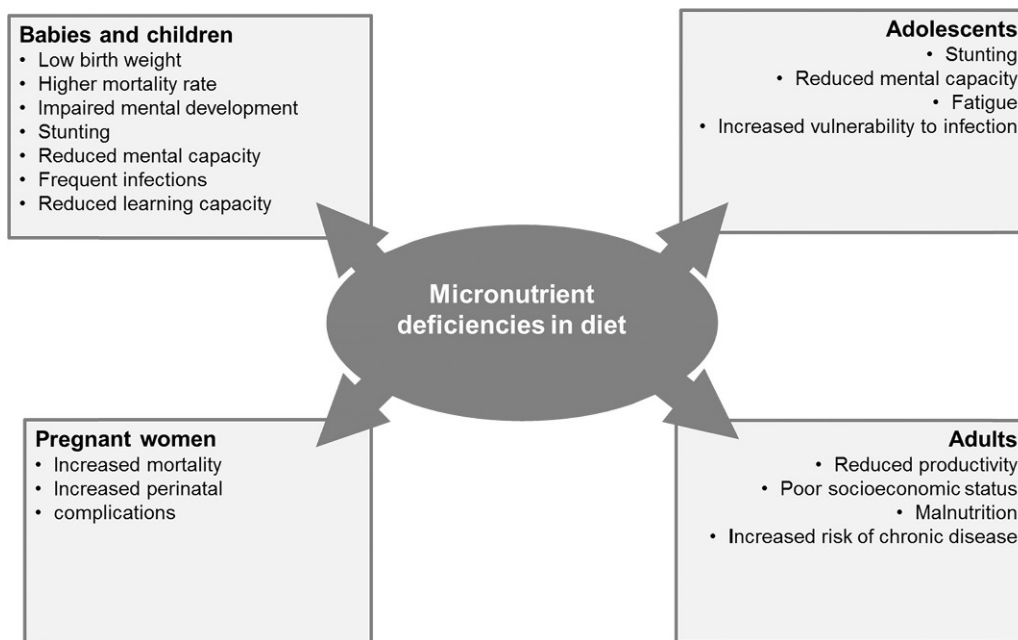 Babies and children
• Low birth weight
• Higher mortality rate
• Impaired mental development
• Stunting
• Reduced mental capacity
• Frequent infections
• Reduced learning capacity
Adolescents
• Stunting
• Reduced mental capacity
• Fatigue
• Increased vulnerability to infection
Micronutrient
deficiencies in diet
Pregnant women
• Increased mortality
• Increased perinatal
• complications
Adults
• Reduced productivity
• Poor socioeconomic status
• Malnutrition
• Increased risk of chronic disease